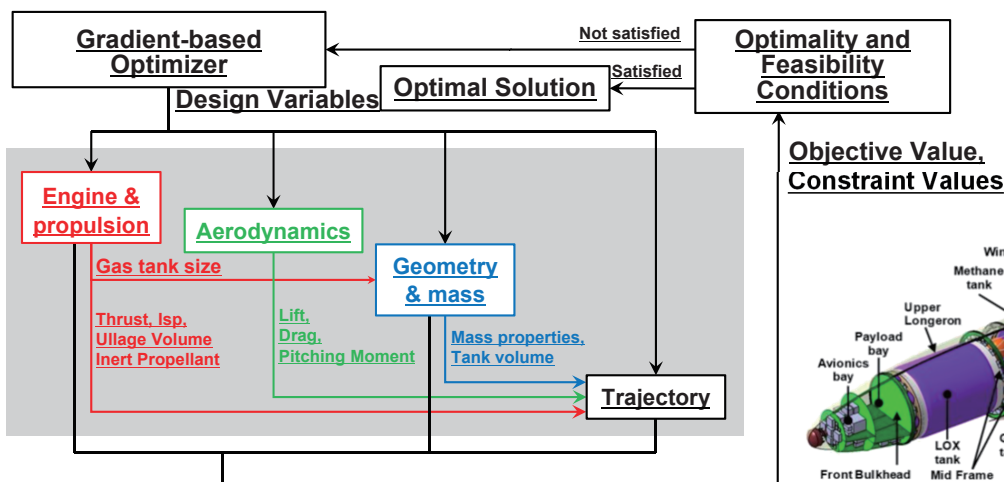 Gradient-based
Optimizer
Not satisfied
Optimality and
Feasibility
Conditions
Satisfied
Optimal Solution
Design Variables
Objective Value,
Constraint Values
Engine &
propulsion
Aerodynamics
Gas tank size
Geometry
& mass
Thrust, Isp,
Ullage Volume
Inert Propellant
Lift,
Drag,
Pitching Moment
Mass properties,
Tank volume
Trajectory
Methane
tank
Upper
Longeron
Payload
bay
Avionics
bay
LOX
tank
Front Bulkhead
Mid Frame